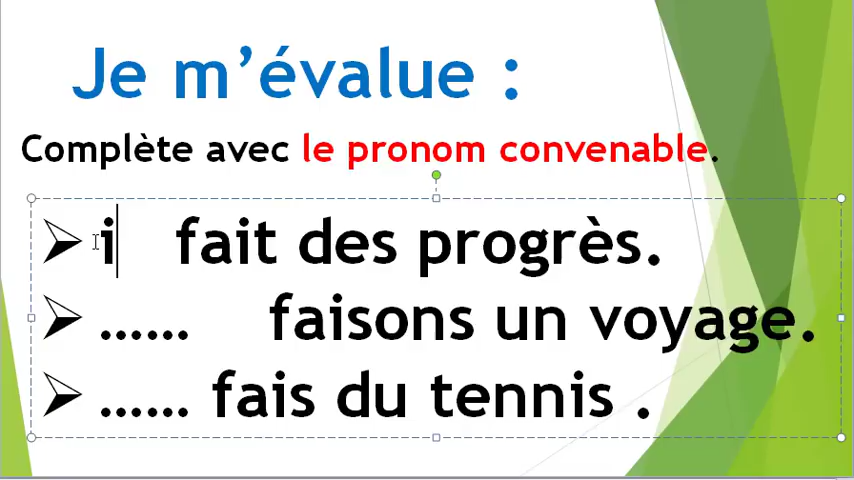 Je m’évalue :
Complète avec le pronom convenable.
i fait des progrès.
...... faisons un voyage.
...... fais du tennis .